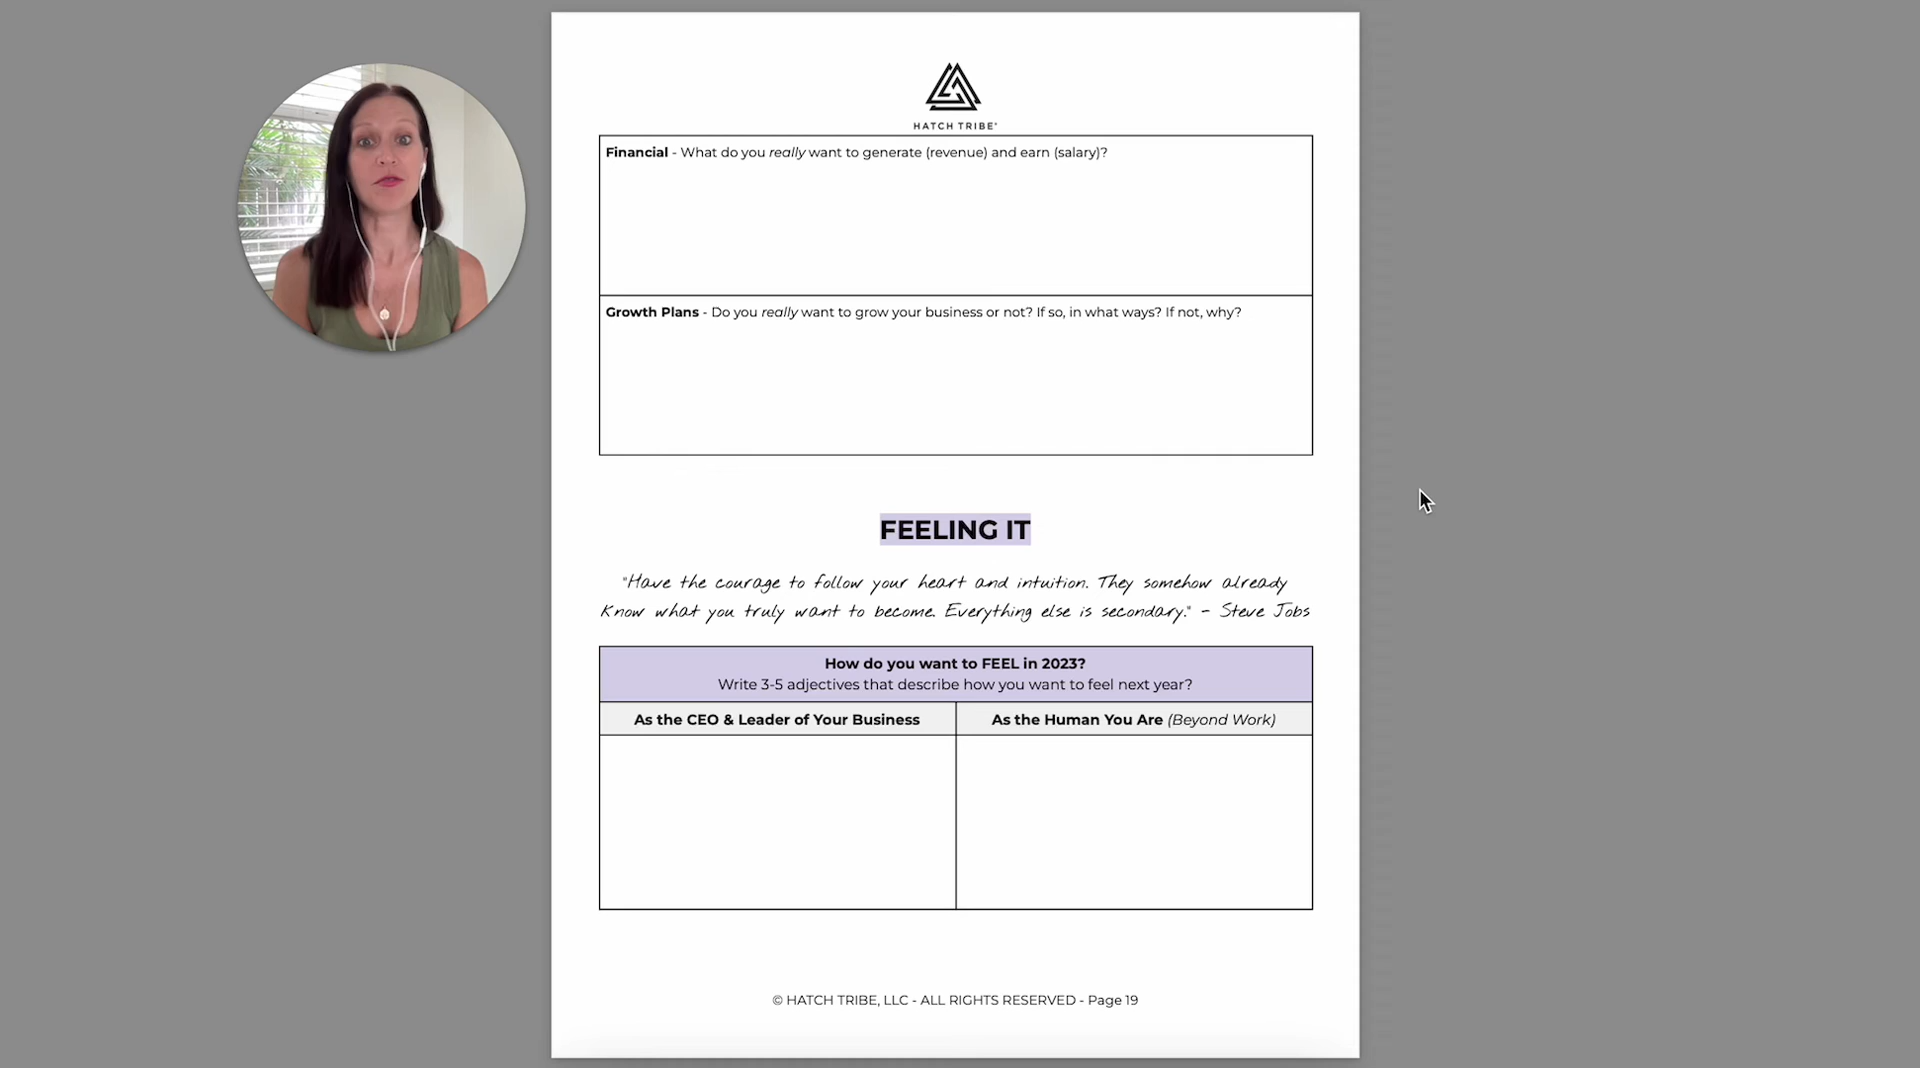 HATCH TRIBE®
Financial - What do you really want to generate (revenue) and earn (salary)?
Growth Plans - Do you really want to grow your business or not? If so, in what ways? If not, why?
FEELING IT
"Have the courage to follow your heart and intuition. They somehow already
know what you truly want to become. Everything else is secondary." - Steve Jobs
How do you want to FEEL in 2023?
Write 3-5 adjectives that describe how you want to feel next year?
As the CEO & Leader of Your Business
As the Human You Are (Beyond Work)
© HATCH TRIBE, LLC - ALL RIGHTS RESERVED - Page 19